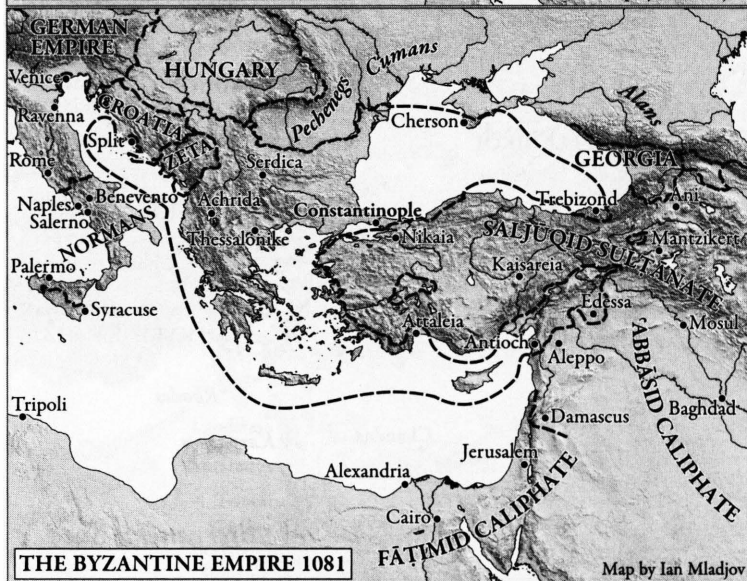 GERMAN
EMPIRE
HUNGARY
Pechenegs
Cumans
Alans
Venice
CROATIA
Ravenna
Split
ZETA
Cherson
GEORGIA
Rome
Serdica
Benevento
Achrida
Constantinople
Trebizond
Ani
Naples
Salerno
NORMANS
Thessalonike
Nikaia
SALJUQID SULTANATE
Mantzikert
Palermo
Kaisareia
Syracuse
Attaleia
Edessa
Mosul
Antioch
Aleppo
ʿABBĀSID CALIPHATE
Tripoli
Damascus
Baghdad
Jerusalem
Alexandria
Cairo
FĀṬIMID CALIPHATE
THE BYZANTINE EMPIRE 1081
Map by Ian Mladjov